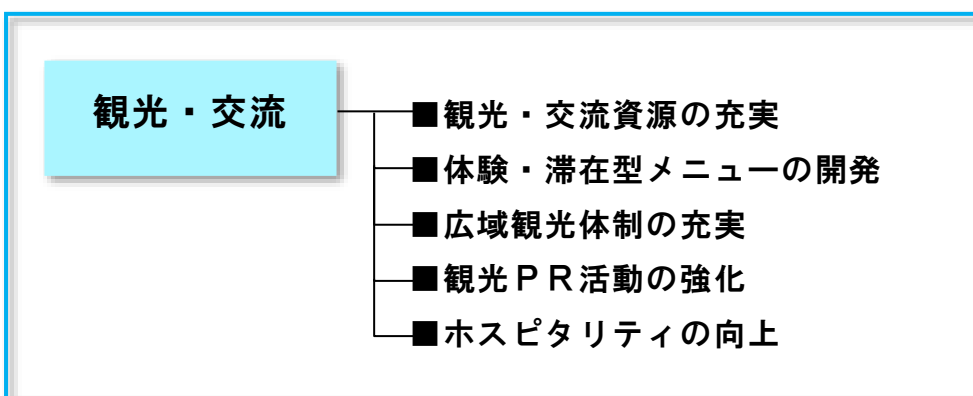 観光・交流
■観光・交流資源の充実
■体験・滞在型メニューの開発
■広域観光体制の充実
■観光ＰＲ活動の強化
■ホスピタリティの向上